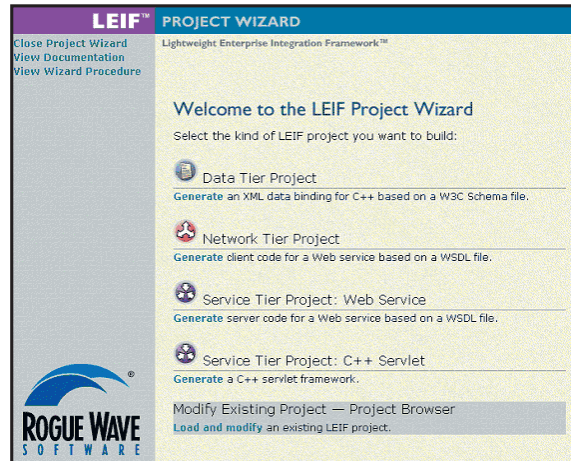 LEIF™ PROJECT WIZARD
Close Project Wizard
View Documentation
View Wizard Procedure
Lightweight Enterprise Integration Framework™
Welcome to the LEIF Project Wizard
Select the kind of LEIF project you want to build:
Data Tier Project
Generate an XML data binding for C++ based on a W3C Schema file.
Network Tier Project
Generate client code for a Web service based on a WSDL file.
Service Tier Project: Web Service
Generate server code for a Web service based on a WSDL file.
Service Tier Project: C++ Servlet
Generate a C++ servlet framework.
Modify Existing Project — Project Browser
Load and modify an existing LEIF project.
®
ROGUE WAVE
SOFTWARE